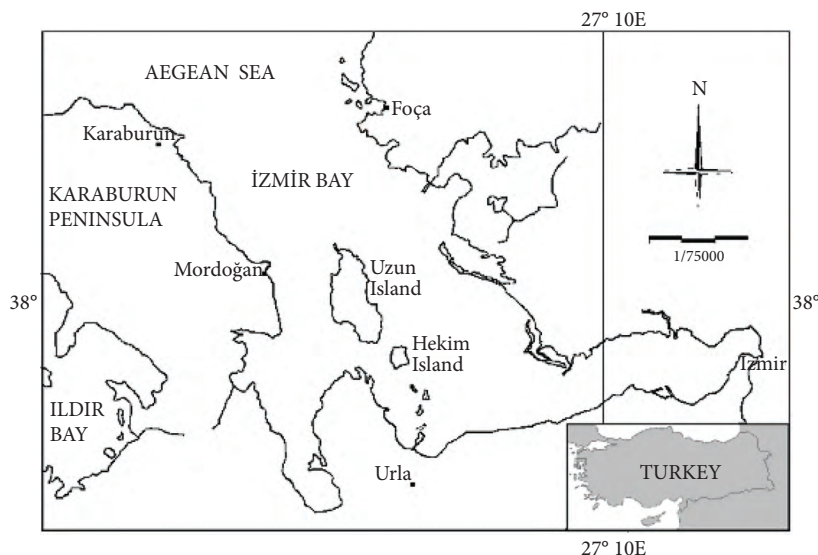 27° 10E
AEGEAN SEA
N
Foça
Karaburun
İZMİR BAY
KARABURUN
PENINSULA
1/75000
Mordoğan
Uzun
Island
38°
38°
Hekim
Island
Izmir
ILDIR
BAY
Urla
TURKEY
27° 10E